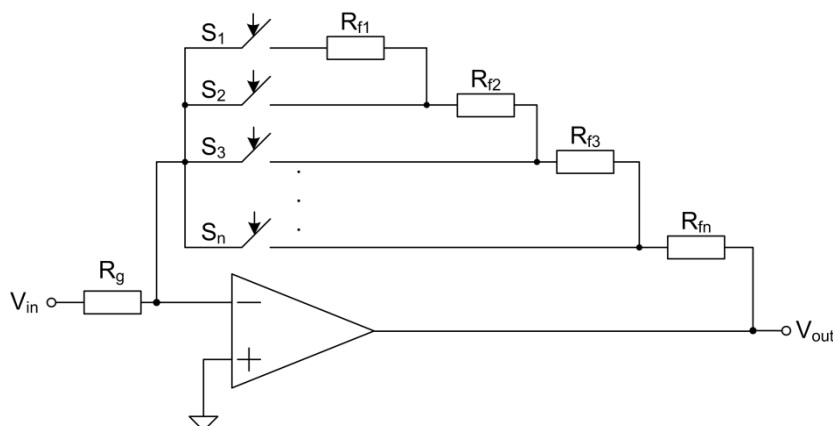 S1
Rf1
S2
Rf2
S3
Rf3
.
.
.
Sn
Rfn
Rg
Vin
−
+
Vout